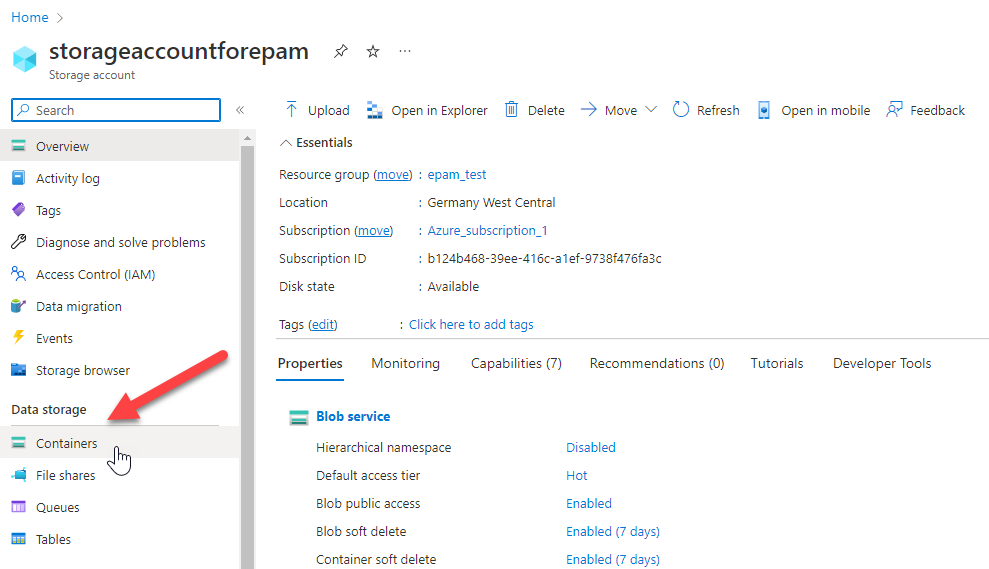 Home >
storageaccountforepam ...
Storage account
Search «
Overview
Activity log
Tags
Diagnose and solve problems
Access Control (IAM)
Data migration
Events
Storage browser
Data storage
Containers
File shares
Queues
Tables
Upload Open in Explorer Delete Move Refresh Open in mobile Feedback
Essentials
Resource group (move) : epam_test
Location : Germany West Central
Subscription (move) : Azure_subscription_1
Subscription ID : b124b468-39ee-416c-a1ef-9738f476fa3c
Disk state : Available
Tags (edit) : Click here to add tags
Properties Monitoring Capabilities (7) Recommendations (0) Tutorials Developer Tools
Blob service
Hierarchical namespace Disabled
Default access tier Hot
Blob public access Enabled
Blob soft delete Enabled (7 days)
Container soft delete Enabled (7 days)